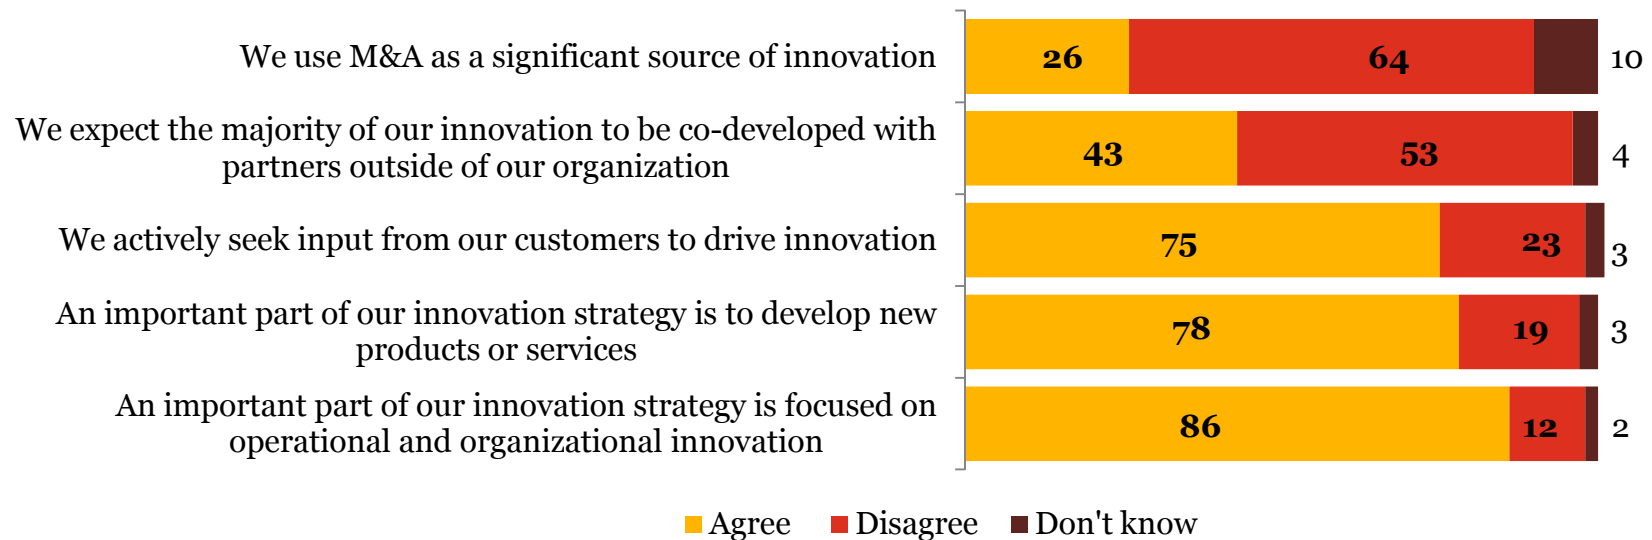 We use M&A as a significant source of innovation
26
64
10
We expect the majority of our innovation to be co-developed with
partners outside of our organization
43
53
4
We actively seek input from our customers to drive innovation
75
23
3
An important part of our innovation strategy is to develop new
products or services
78
19
3
An important part of our innovation strategy is focused on
operational and organizational innovation
86
12
2
Agree
Disagree
Don't know